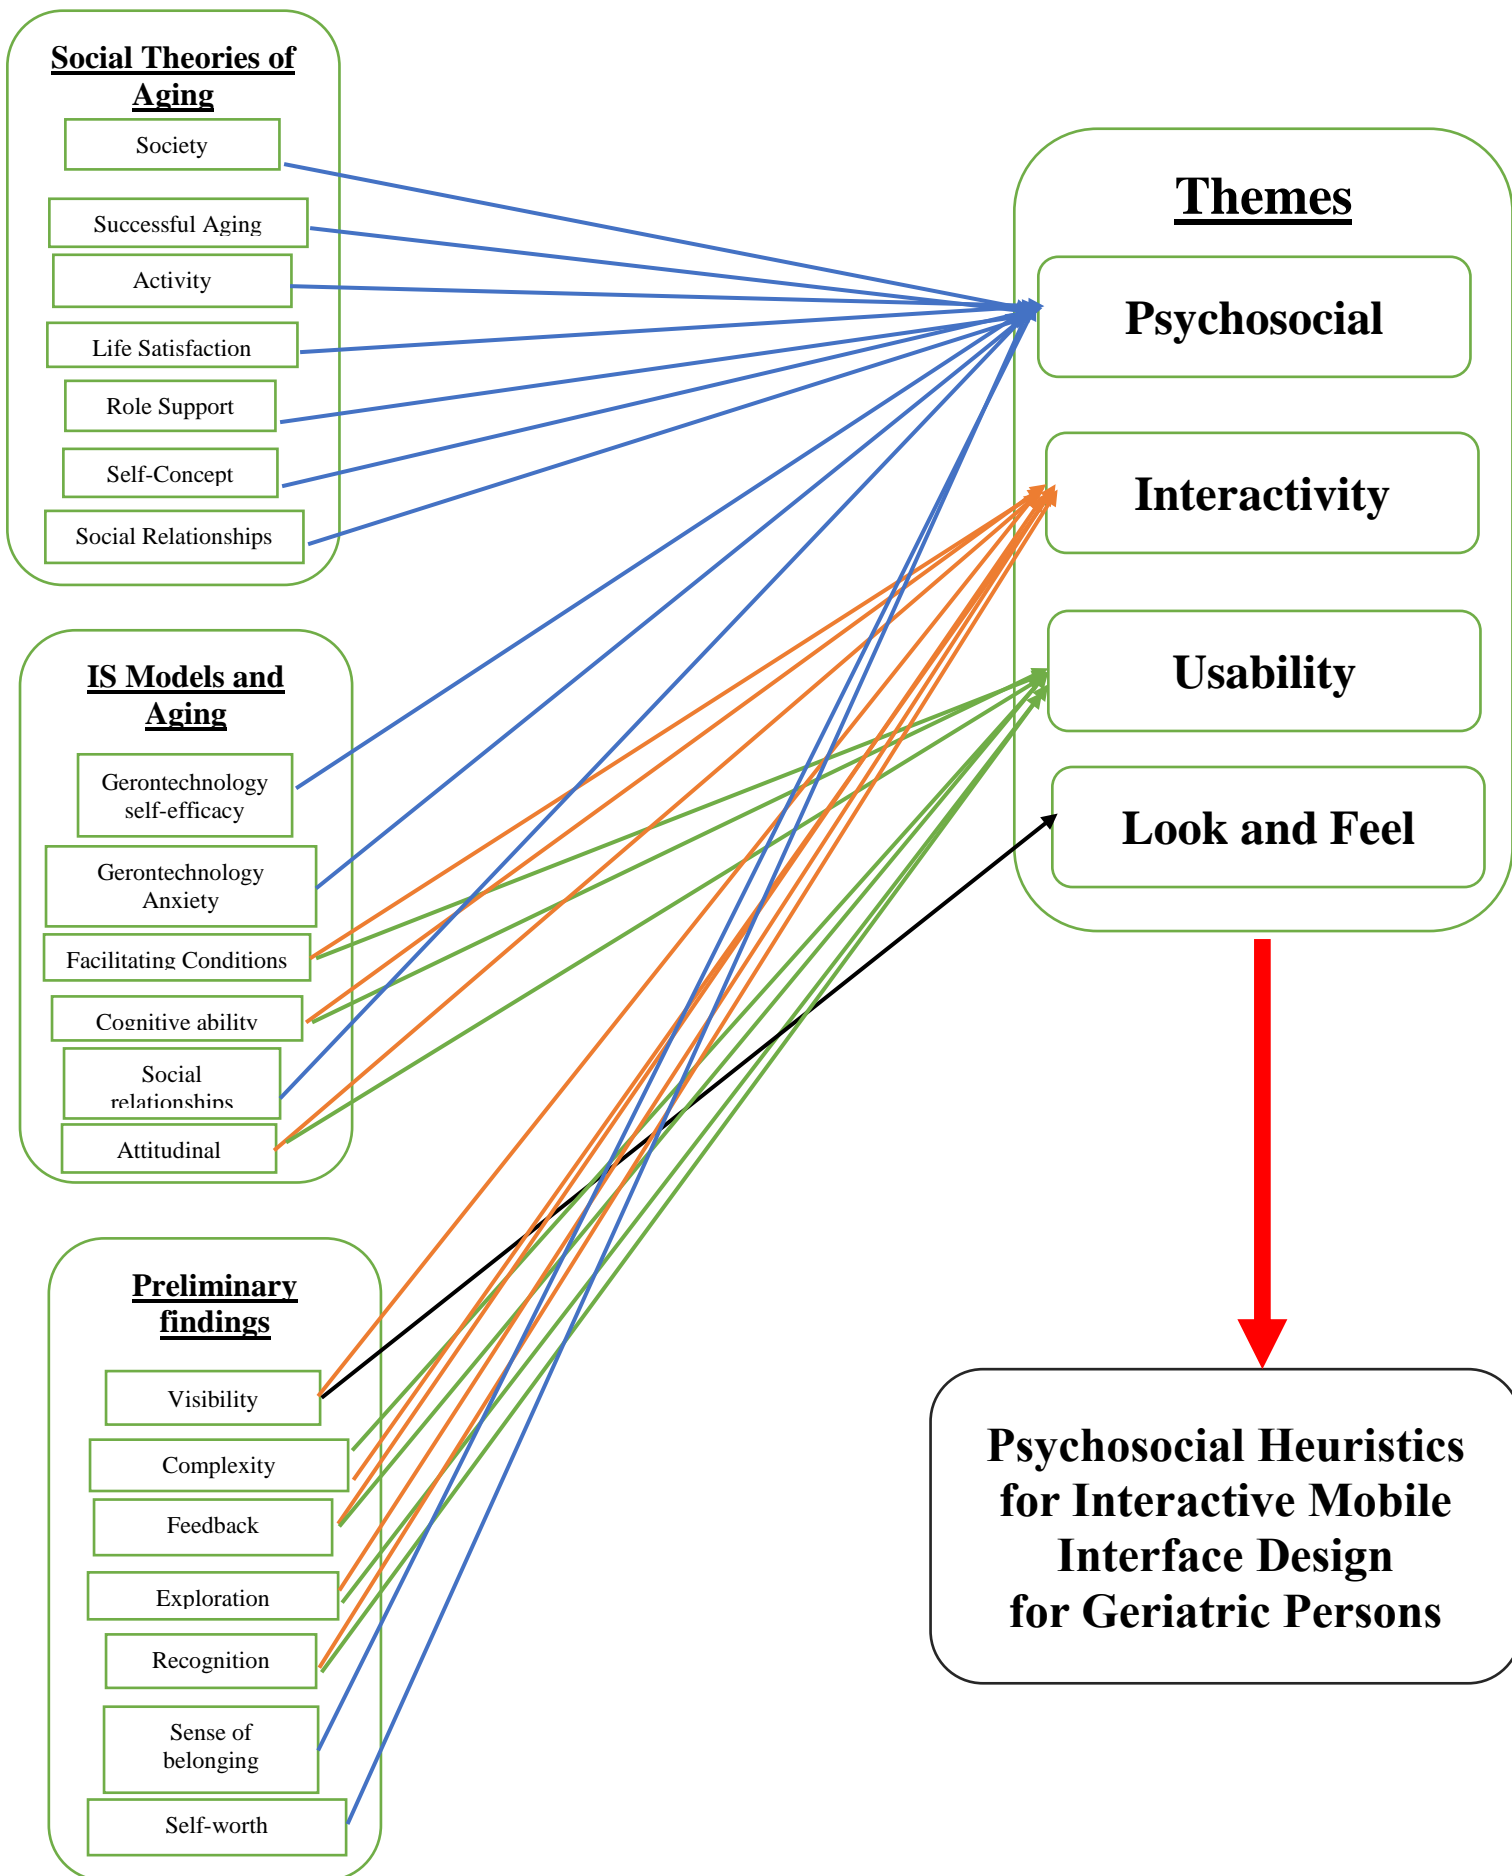 Social Theories of
Aging
Society
Successful Aging
Activity
Life Satisfaction
Role Support
Self-Concept
Social Relationships
IS Models and
Aging
Gerontechnology
self-efficacy
Gerontechnology
Anxiety
Facilitating Conditions
Cognitive ability
Social
relationships
Attitudinal
Preliminary
findings
Visibility
Complexity
Feedback
Exploration
Recognition
Sense of
belonging
Self-worth
Themes
Psychosocial
Interactivity
Usability
Look and Feel
Psychosocial Heuristics
for Interactive Mobile
Interface Design
for Geriatric Persons